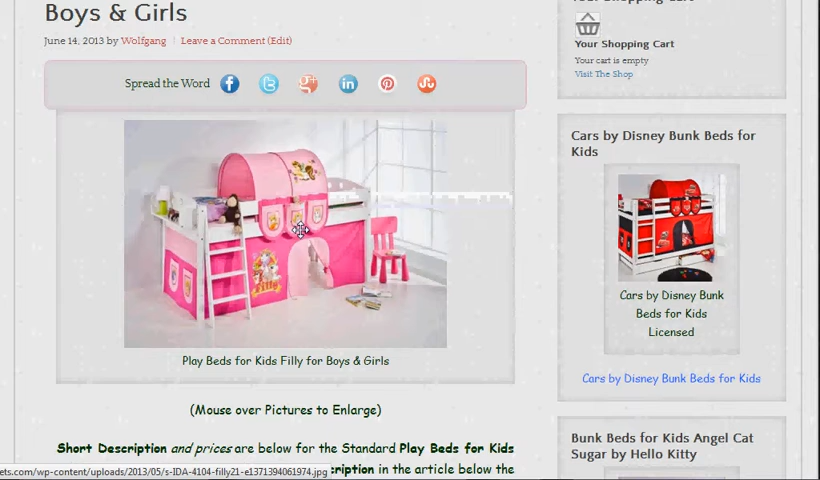 Boys & Girls
June 14, 2013 by Wolfgang | Leave a Comment (Edit)
Spread the Word
Filly
Play Beds for Kids Filly for Boys & Girls
(Mouse over Pictures to Enlarge)
Short Description and prices are below for the Standard Play Beds for Kids
cription in the article below the
ets.com/wp-content/uploads/2013/05/s-IDA-4104-filly21-e1371394061974.jpg
Your Shopping Cart
Your Shopping Cart
Your cart is empty
Visit The Shop
Cars by Disney Bunk Beds for
Kids
Cars by Disney Bunk
Beds for Kids
Licensed
Cars by Disney Bunk Beds for Kids
Bunk Beds for Kids Angel Cat
Sugar by Hello Kitty